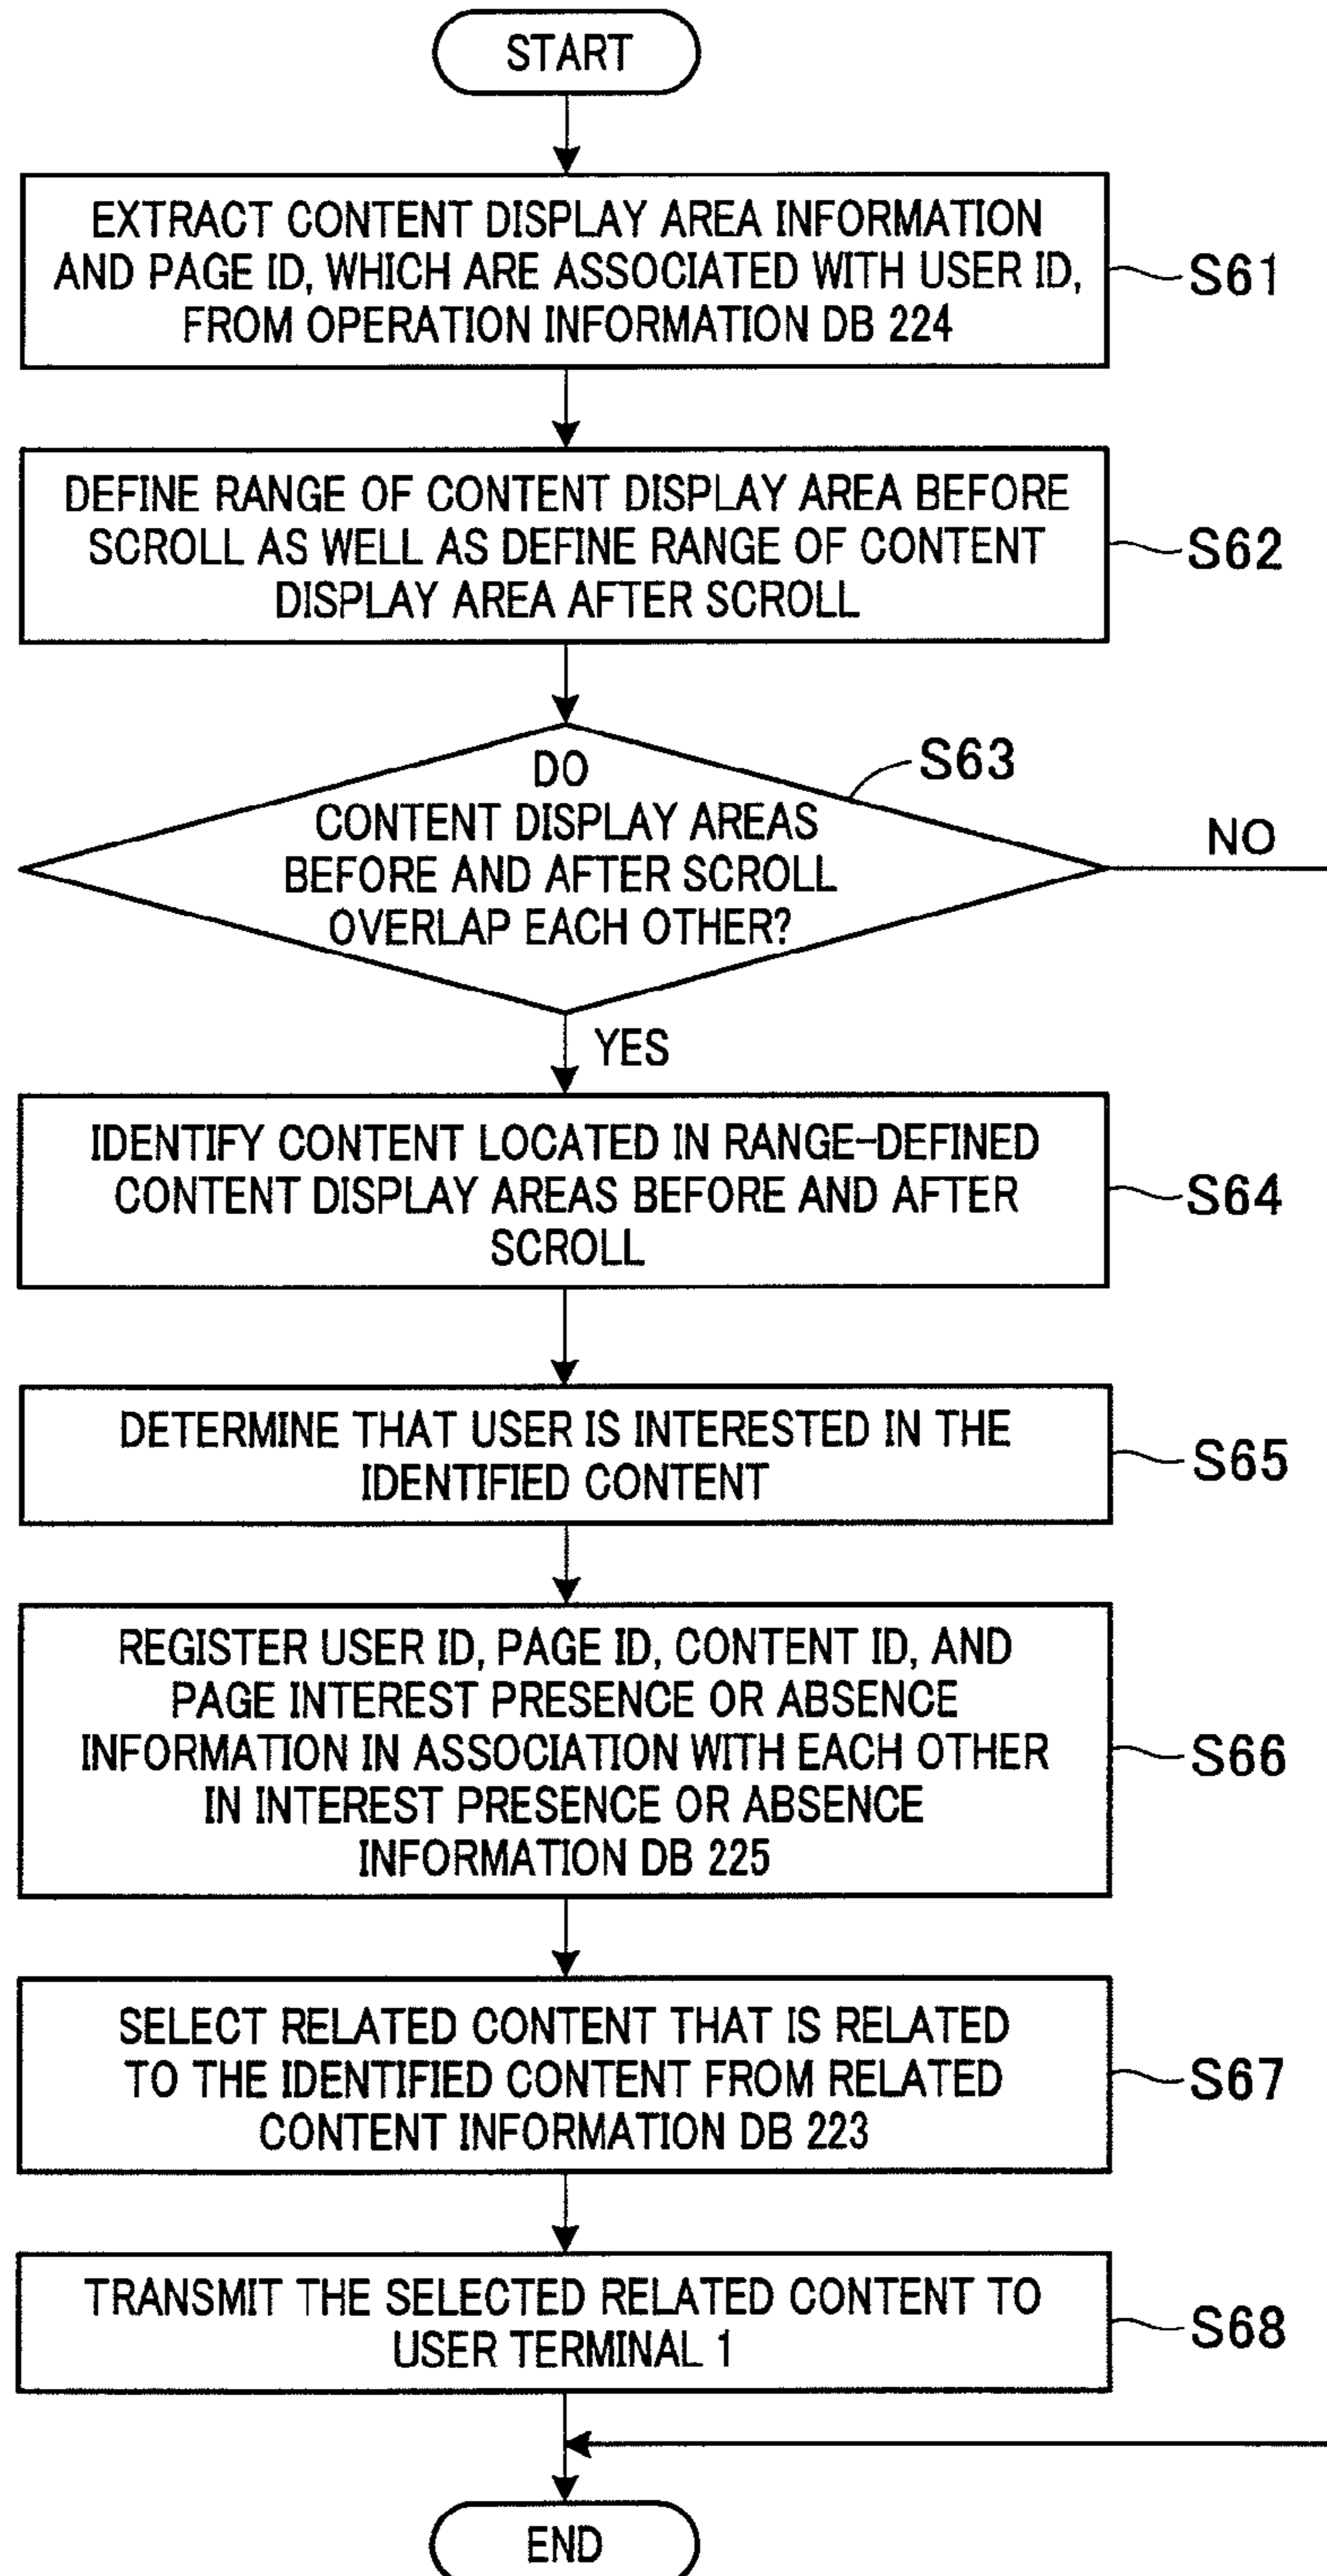 START
EXTRACT CONTENT DISPLAY AREA INFORMATION
AND PAGE ID, WHICH ARE ASSOCIATED WITH USER ID,
FROM OPERATION INFORMATION DB 224
S61
DEFINE RANGE OF CONTENT DISPLAY AREA BEFORE
SCROLL AS WELL AS DEFINE RANGE OF CONTENT
DISPLAY AREA AFTER SCROLL
S62
DO
CONTENT DISPLAY AREAS
BEFORE AND AFTER SCROLL
OVERLAP EACH OTHER?
S63
NO
YES
IDENTIFY CONTENT LOCATED IN RANGE-DEFINED
CONTENT DISPLAY AREAS BEFORE AND AFTER
SCROLL
S64
DETERMINE THAT USER IS INTERESTED IN THE
IDENTIFIED CONTENT
S65
REGISTER USER ID, PAGE ID, CONTENT ID, AND
PAGE INTEREST PRESENCE OR ABSENCE
INFORMATION IN ASSOCIATION WITH EACH OTHER
IN INTEREST PRESENCE OR ABSENCE
INFORMATION DB 225
S66
SELECT RELATED CONTENT THAT IS RELATED
TO THE IDENTIFIED CONTENT FROM RELATED
CONTENT INFORMATION DB 223
S67
TRANSMIT THE SELECTED RELATED CONTENT TO
USER TERMINAL 1
S68
END